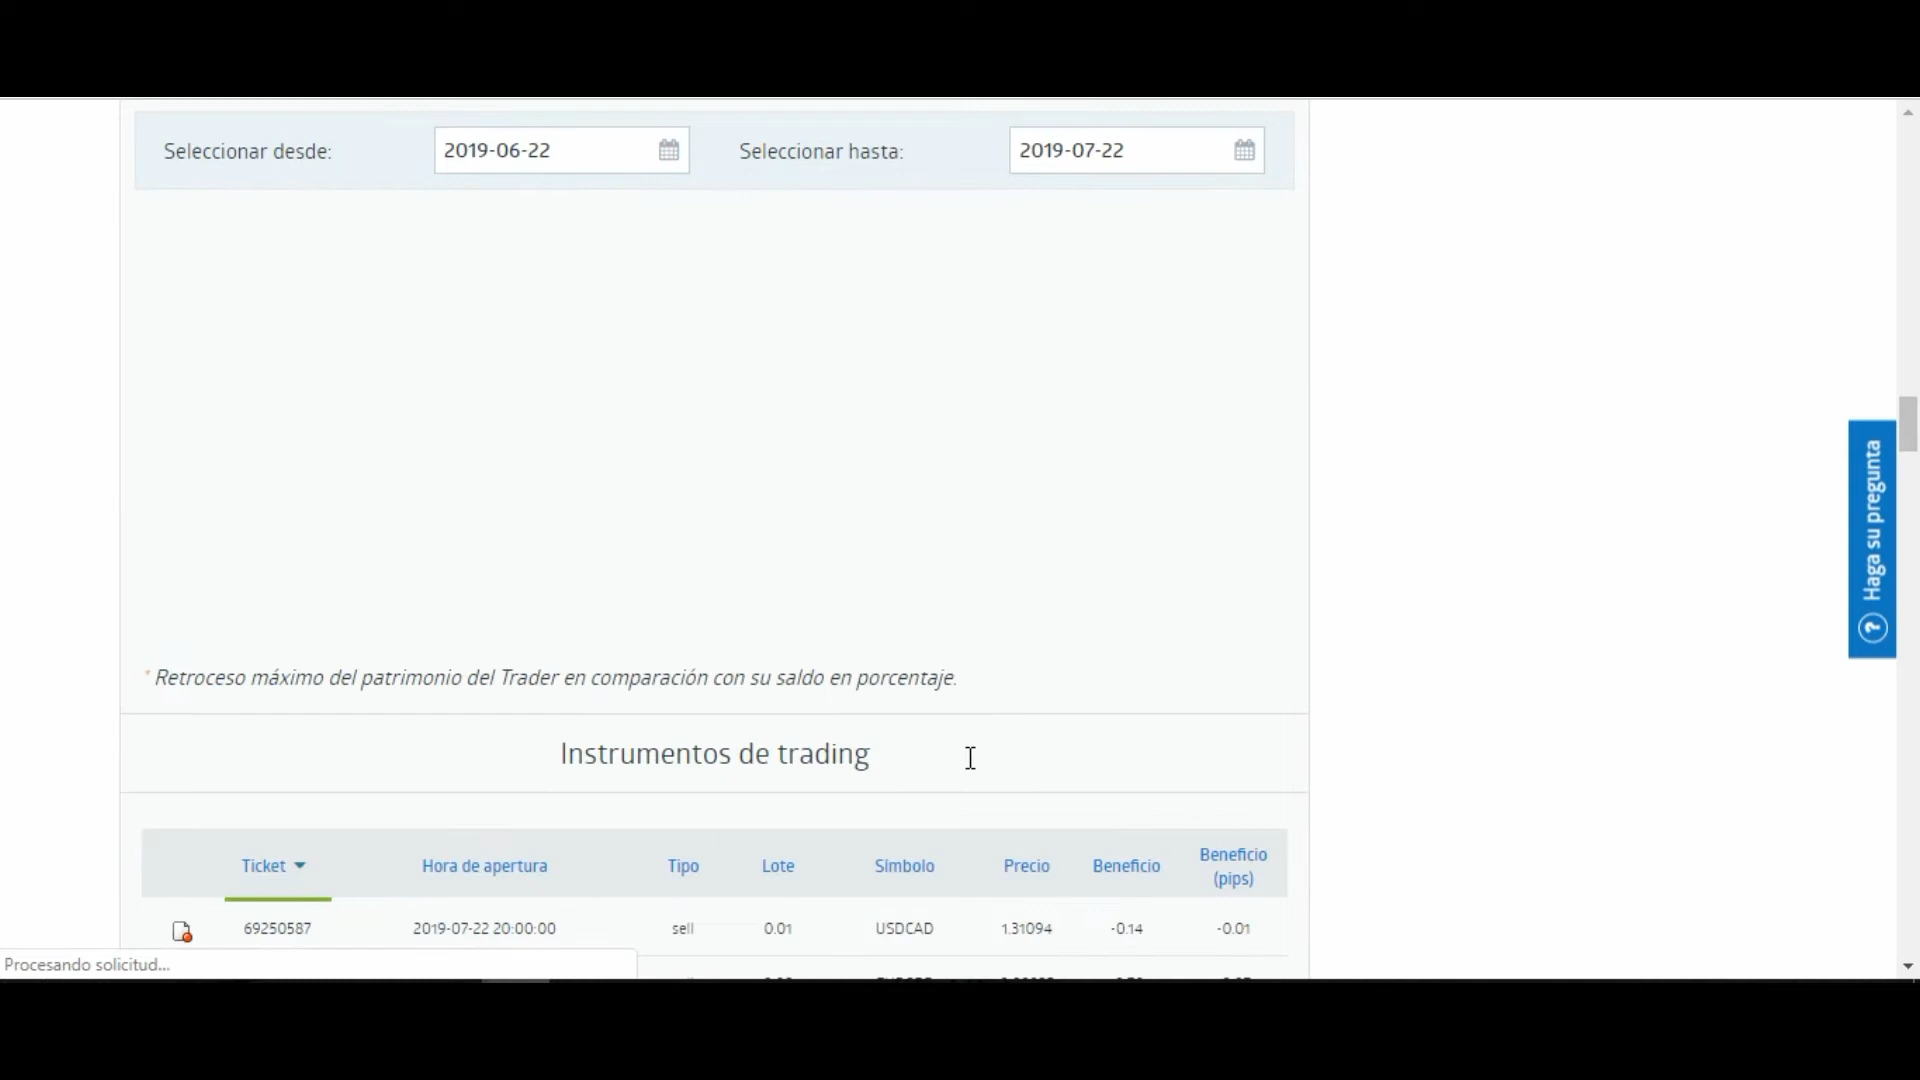 Seleccionar desde: 2019-06-22 Seleccionar hasta: 2019-07-22
Haga su pregunta
* Retroceso máximo del patrimonio del Trader en comparación con su saldo en porcentaje.
Instrumentos de trading
Ticket Hora de apertura Tipo Lote Símbolo Precio Beneficio Beneficio (pips)
69250587 2019-07-22 20:00:00 sell 0.01 USDCAD 1.31094 -0.14 -0.01
Procesando solicitud...